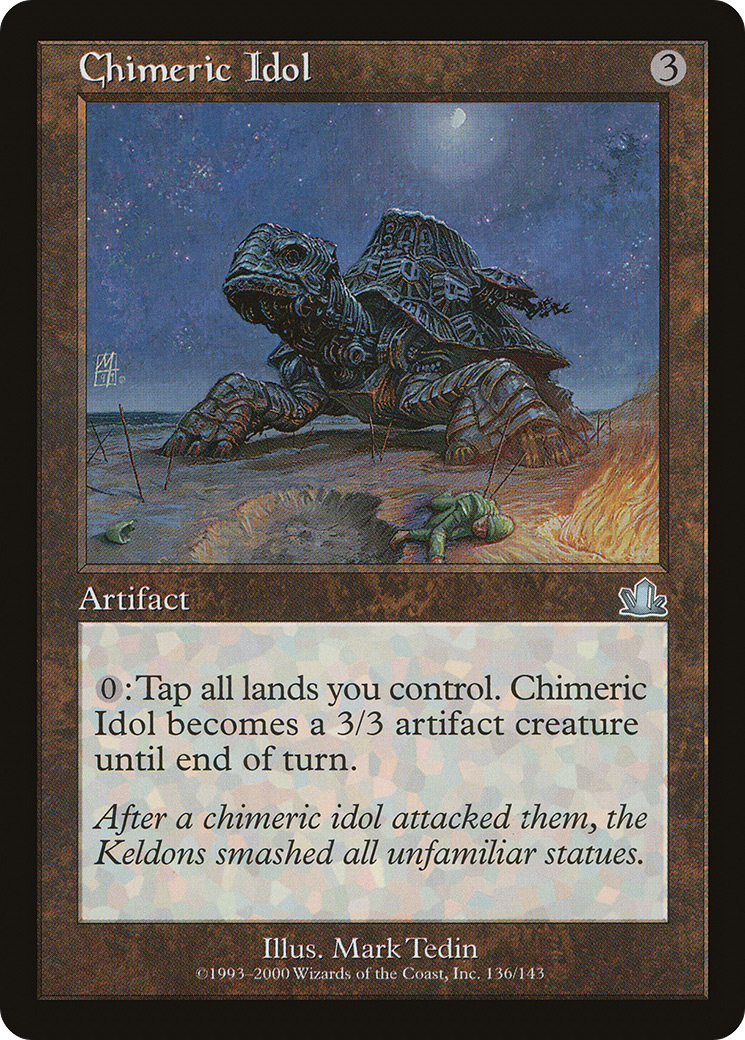 Chimeric Idol 3
Artifact
0: Tap all lands you control. Chimeric
Idol becomes a 3/3 artifact creature
until end of turn.
After a chimeric idol attacked them, the
Keldons smashed all unfamiliar statues.
Illus. Mark Tedin
©1993–2000 Wizards of the Coast, Inc. 136/143